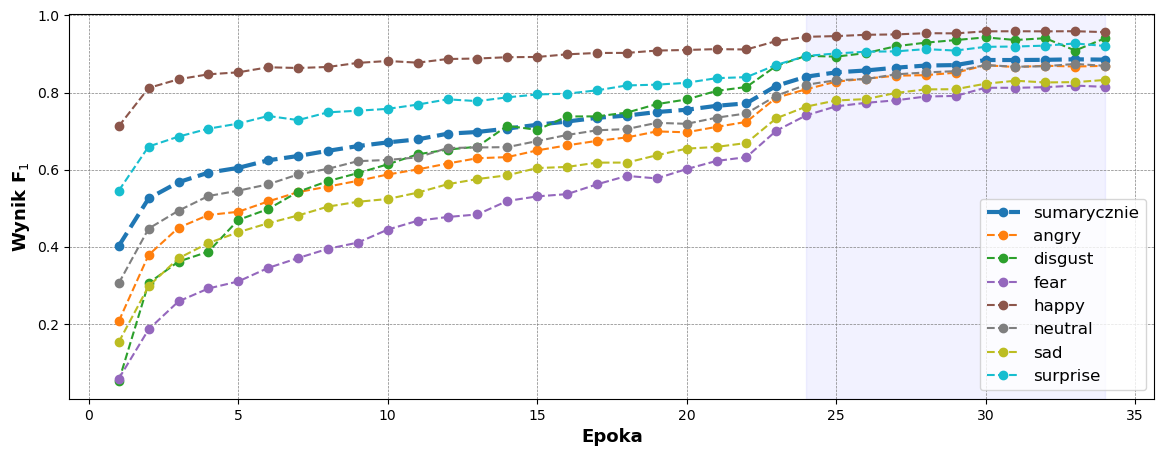 1.0
0.8
0.6
0.4
0.2
Wynik F₁
0 5 10 15 20 25 30 35
Epoka
sumarycznie
angry
disgust
fear
happy
neutral
sad
surprise